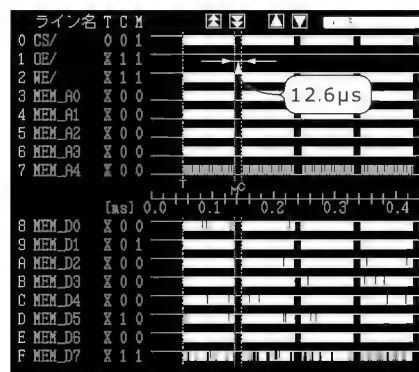 ライン名 T C M
0 CS/ 0 0 1
1 OE/ X 1 1
2 WE/ X 1 1
3 MEM_A0 X 0 0
4 MEM_A1 X 0 0
5 MEM_A2 X 0 0
6 MEM_A3 X 0 0
7 MEM_A4 X 0 0
12.6µs
T
MC
[ms] 0.0 0.1 0.2 0.3 0.4
8 MEM_D0 X 0 0
9 MEM_D1 X 0 0
A MEM_D2 X 0 0
B MEM_D3 X 0 0
C MEM_D4 X 0 0
D MEM_D5 X 1 0
E MEM_D6 X 0 0
F MEM_D7 X 1 1